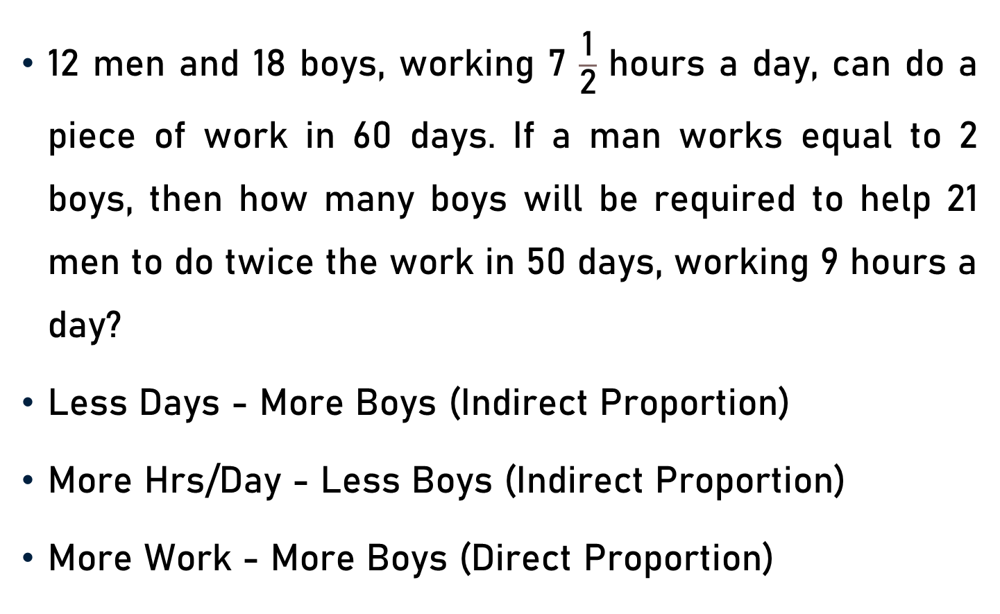 • 12 men and 18 boys, working 7 1/2 hours a day, can do a
piece of work in 60 days. If a man works equal to 2
boys, then how many boys will be required to help 21
men to do twice the work in 50 days, working 9 hours a
day?
• Less Days - More Boys (Indirect Proportion)
• More Hrs/Day - Less Boys (Indirect Proportion)
• More Work - More Boys (Direct Proportion)